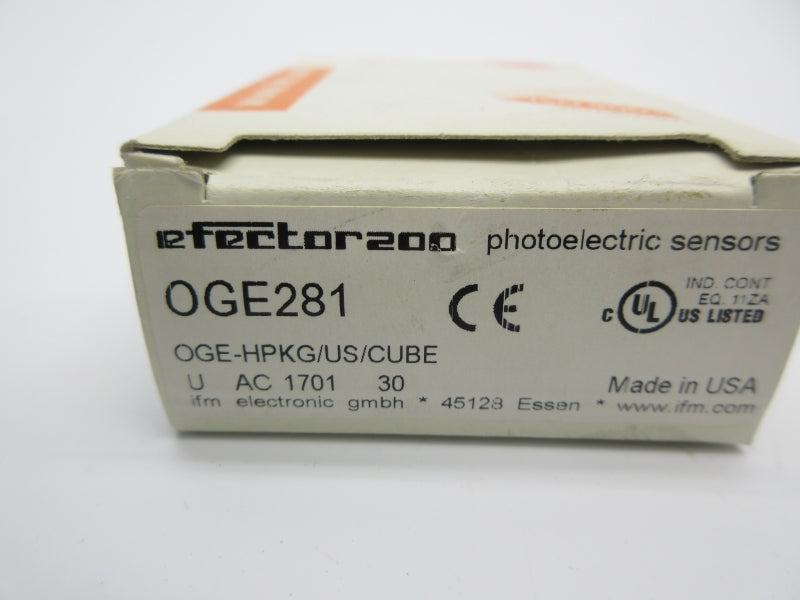 efector200 photoelectric sensors
OGE281
CE
c UL US LISTED
IND. CONT
EQ. 11ZA
OGE-HPKG/US/CUBE
U AC 1701 30
Made in USA
ifm electronic gmbh * 45128 Essen * www.ifm.com